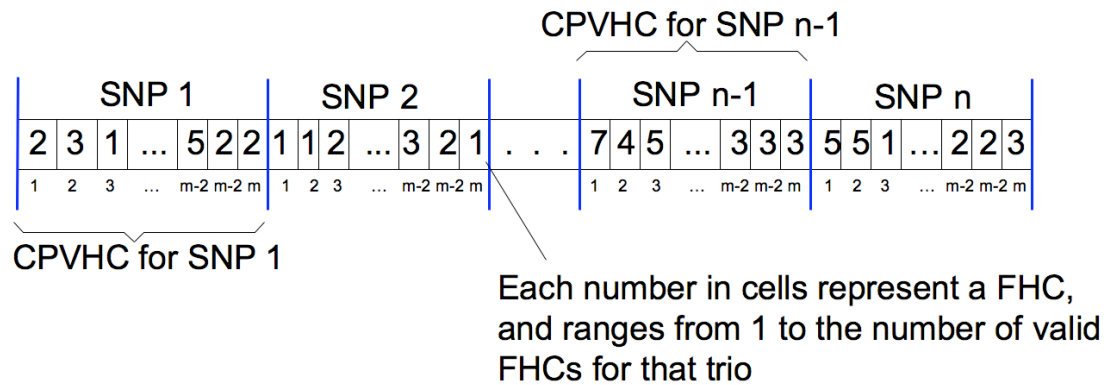 CPVHC for SNP n-1
SNP 1 SNP 2 SNP n-1 SNP n
2 3 1 ... 5 2 2 1 1 2 ... 3 2 1 . . . 7 4 5 ... 3 3 3 5 5 1 ... 2 2 3
1 2 3 ... m-2 m-2 m 1 2 3 ... m-2 m-2 m 1 2 3 ... m-2 m-2 m 1 2 3 ... m-2 m-2 m
CPVHC for SNP 1
Each number in cells represent a FHC,
and ranges from 1 to the number of valid
FHCs for that trio